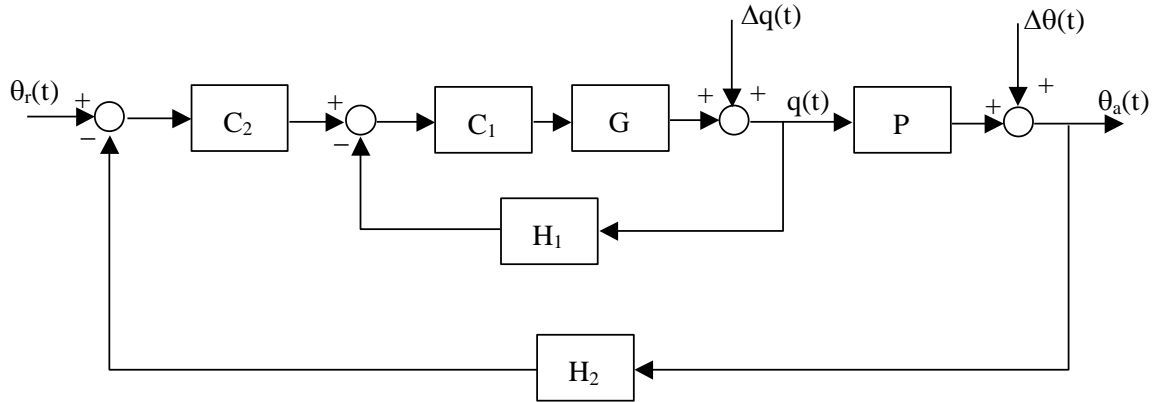 Δq(t)
Δθ(t)
θr(t)
+
−
C₂
+
−
C₁
G
+
+
q(t)
P
+
+
θa(t)
H₁
H₂